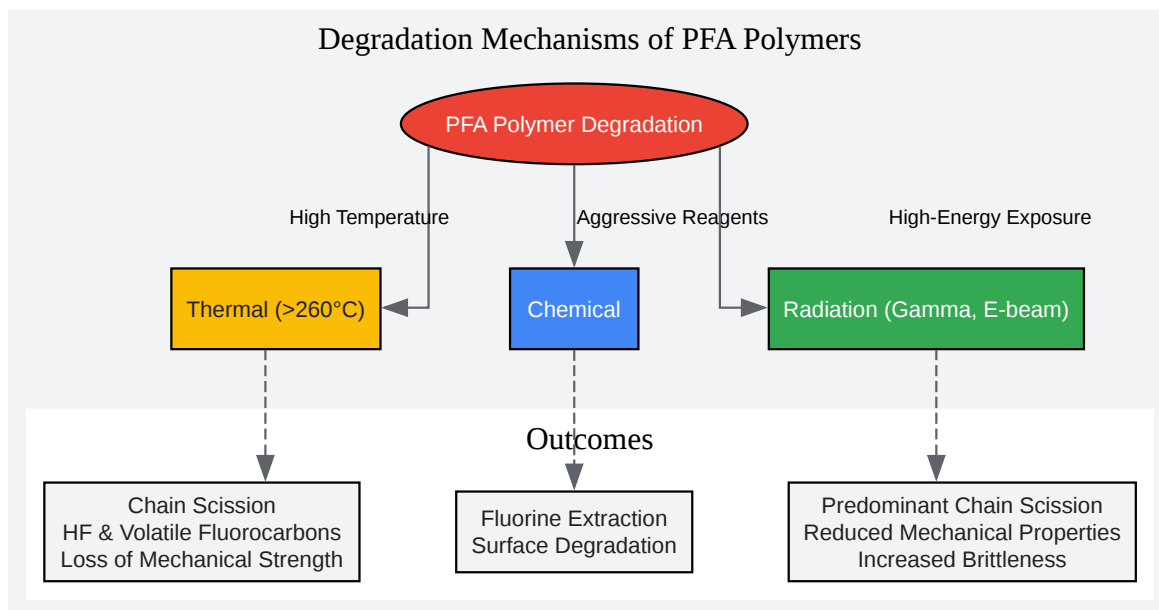 Degradation Mechanisms of PFA Polymers
PFA Polymer Degradation
High Temperature
Aggressive Reagents
High-Energy Exposure
Thermal (>260°C)
Chemical
Radiation (Gamma, E-beam)
Outcomes
Chain Scission
HF & Volatile Fluorocarbons
Loss of Mechanical Strength
Fluorine Extraction
Surface Degradation
Predominant Chain Scission
Reduced Mechanical Properties
Increased Brittleness